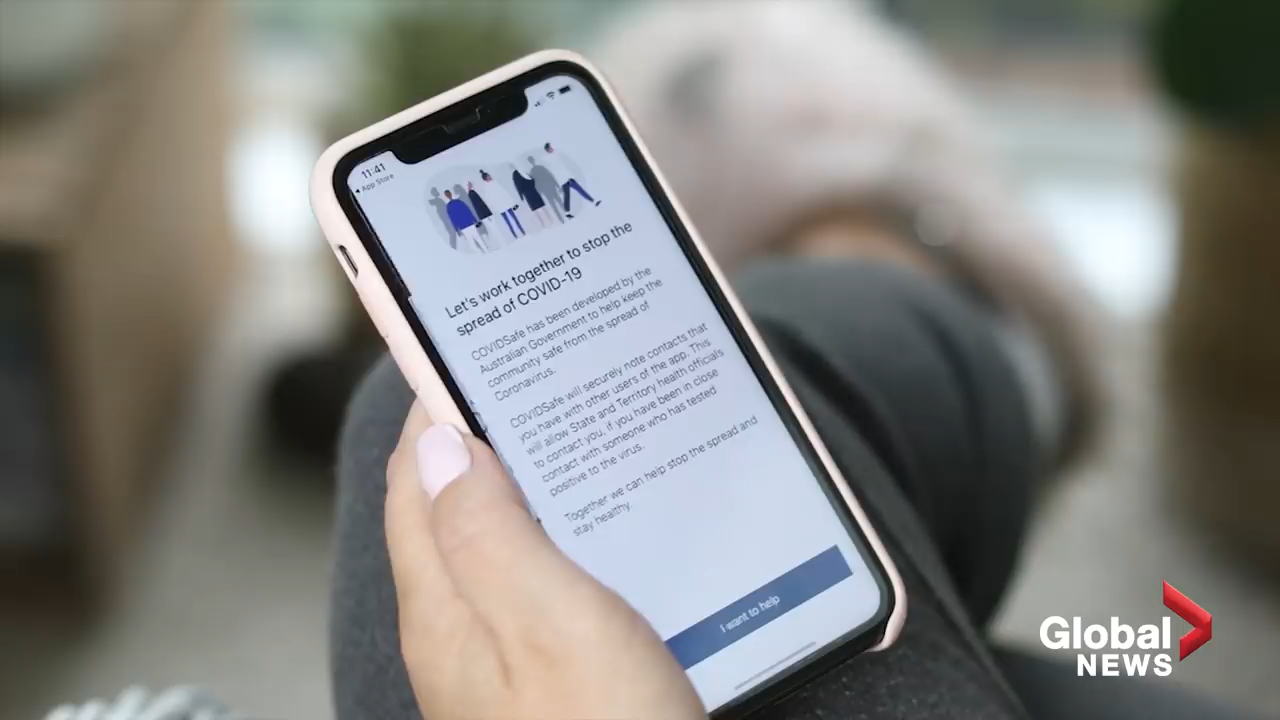 11:41
App Store
Let's work together to stop the
spread of COVID-19
COVIDSafe has been developed by the
Australian Government to help keep the
community safe from the spread of
Coronavirus.
COVIDSafe will securely note contacts that
you have with other users of the app. This
will allow State and Territory health officials
to contact you, if you have been in close
contact with someone who has tested
positive to the virus.
Together we can help stop the spread and
stay healthy.
I want to help
Global
NEWS